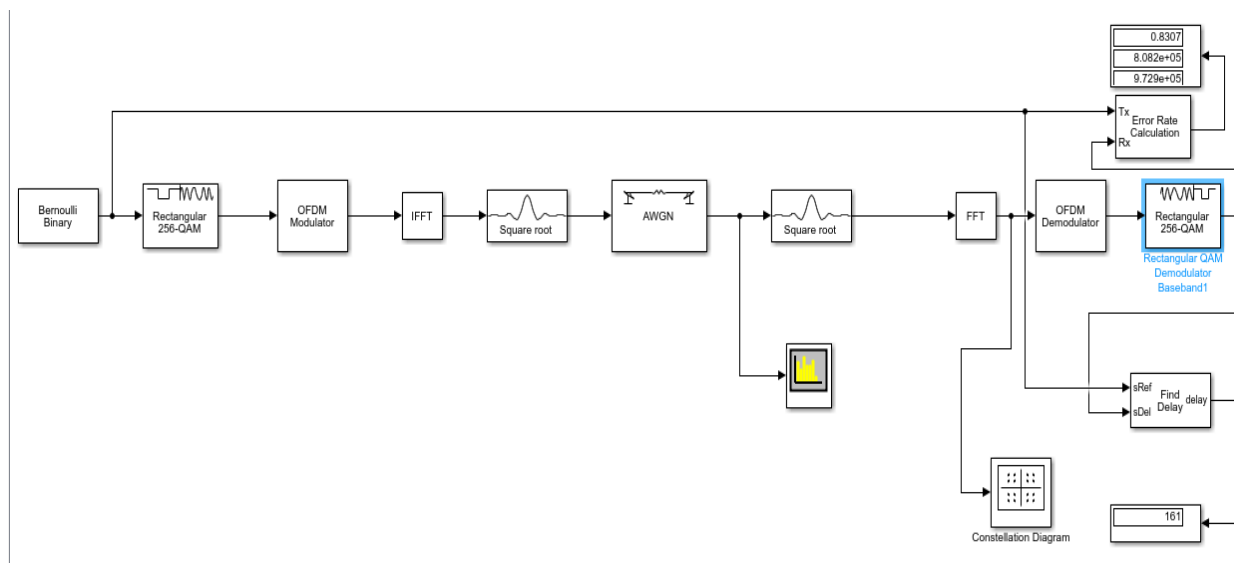 0.8307
8.082e+05
9.729e+05
Tx
Error Rate
Calculation
Rx
Bernoulli
Binary
Rectangular
256-QAM
OFDM
Modulator
IFFT
Square root
AWGN
Square root
FFT
OFDM
Demodulator
Rectangular
256-QAM
Rectangular QAM
Demodulator
Baseband1
sRef
Find
Delay
delay
sDel
Constellation Diagram
161